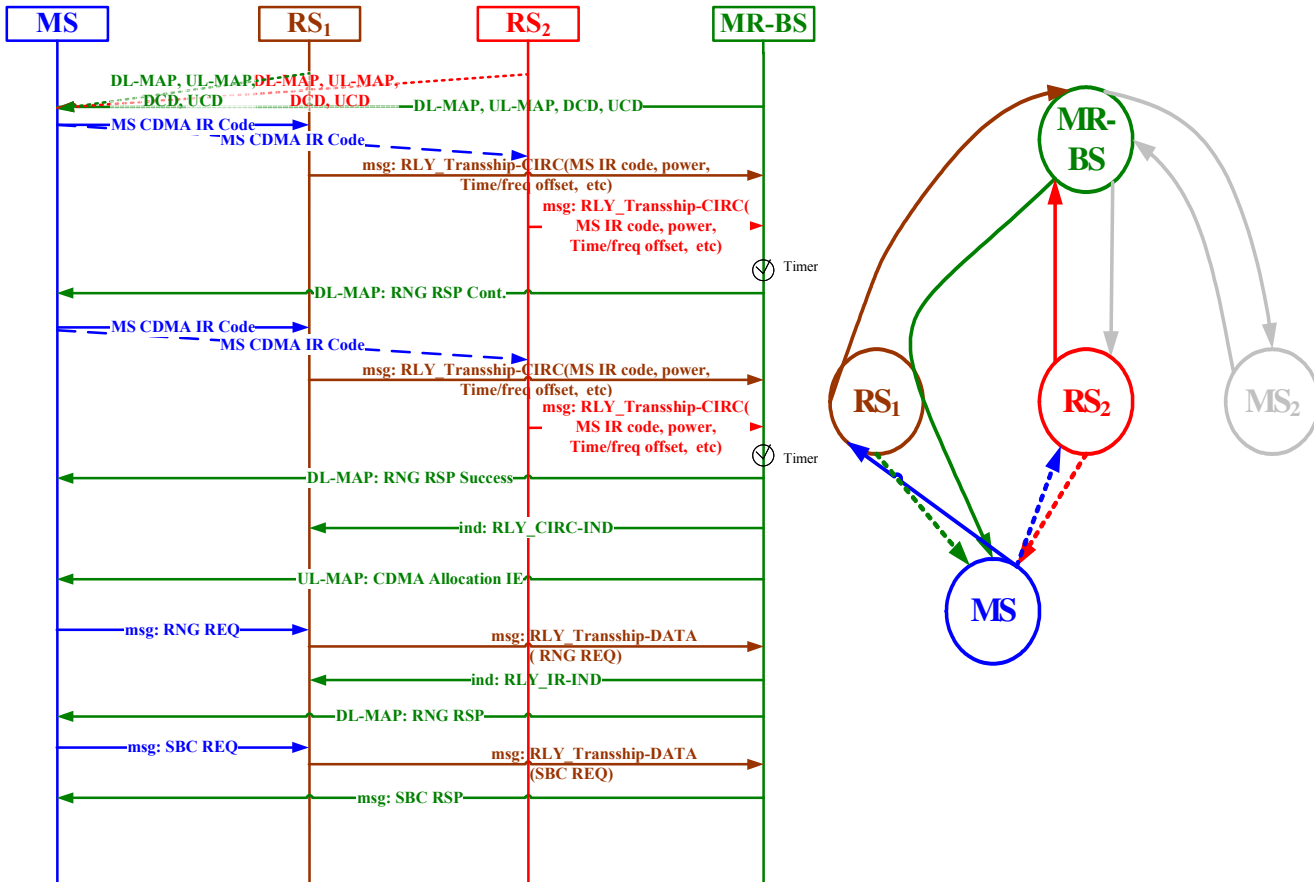 MS
RS1
RS2
MR-BS
DL-MAP, UL-MAP,
DCD, UCD
DL-MAP, UL-MAP,
DCD, UCD
DL-MAP, UL-MAP, DCD, UCD
MS CDMA IR Code
MS CDMA IR Code
msg: RLY_Transship-CIRC(MS IR code, power,
Time/freq offset, etc)
msg: RLY_Transship-CIRC(
MS IR code, power,
Time/freq offset, etc)
Timer
DL-MAP: RNG RSP Cont.
MS CDMA IR Code
MS CDMA IR Code
msg: RLY_Transship-CIRC(MS IR code, power,
Time/freq offset, etc)
msg: RLY_Transship-CIRC(
MS IR code, power,
Time/freq offset, etc)
Timer
DL-MAP: RNG RSP Success
ind: RLY_CIRC-IND
UL-MAP: CDMA Allocation IE
msg: RNG REQ
msg: RLY_Transship-DATA
( RNG REQ)
ind: RLY_IR-IND
DL-MAP: RNG RSP
msg: SBC REQ
msg: RLY_Transship-DATA
(SBC REQ)
msg: SBC RSP
MR-
BS
RS1
RS2
MS2
MS